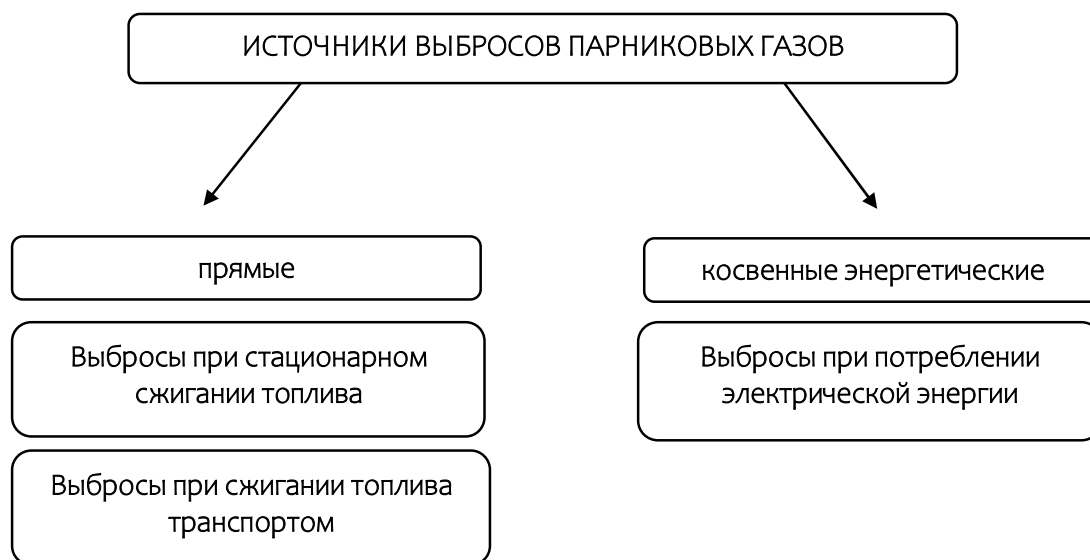 ИСТОЧНИКИ ВЫБРОСОВ ПАРНИКОВЫХ ГАЗОВ
прямые
Выбросы при стационарном
сжигании топлива
Выбросы при сжигании топлива
транспортом
косвенные энергетические
Выбросы при потреблении
электрической энергии